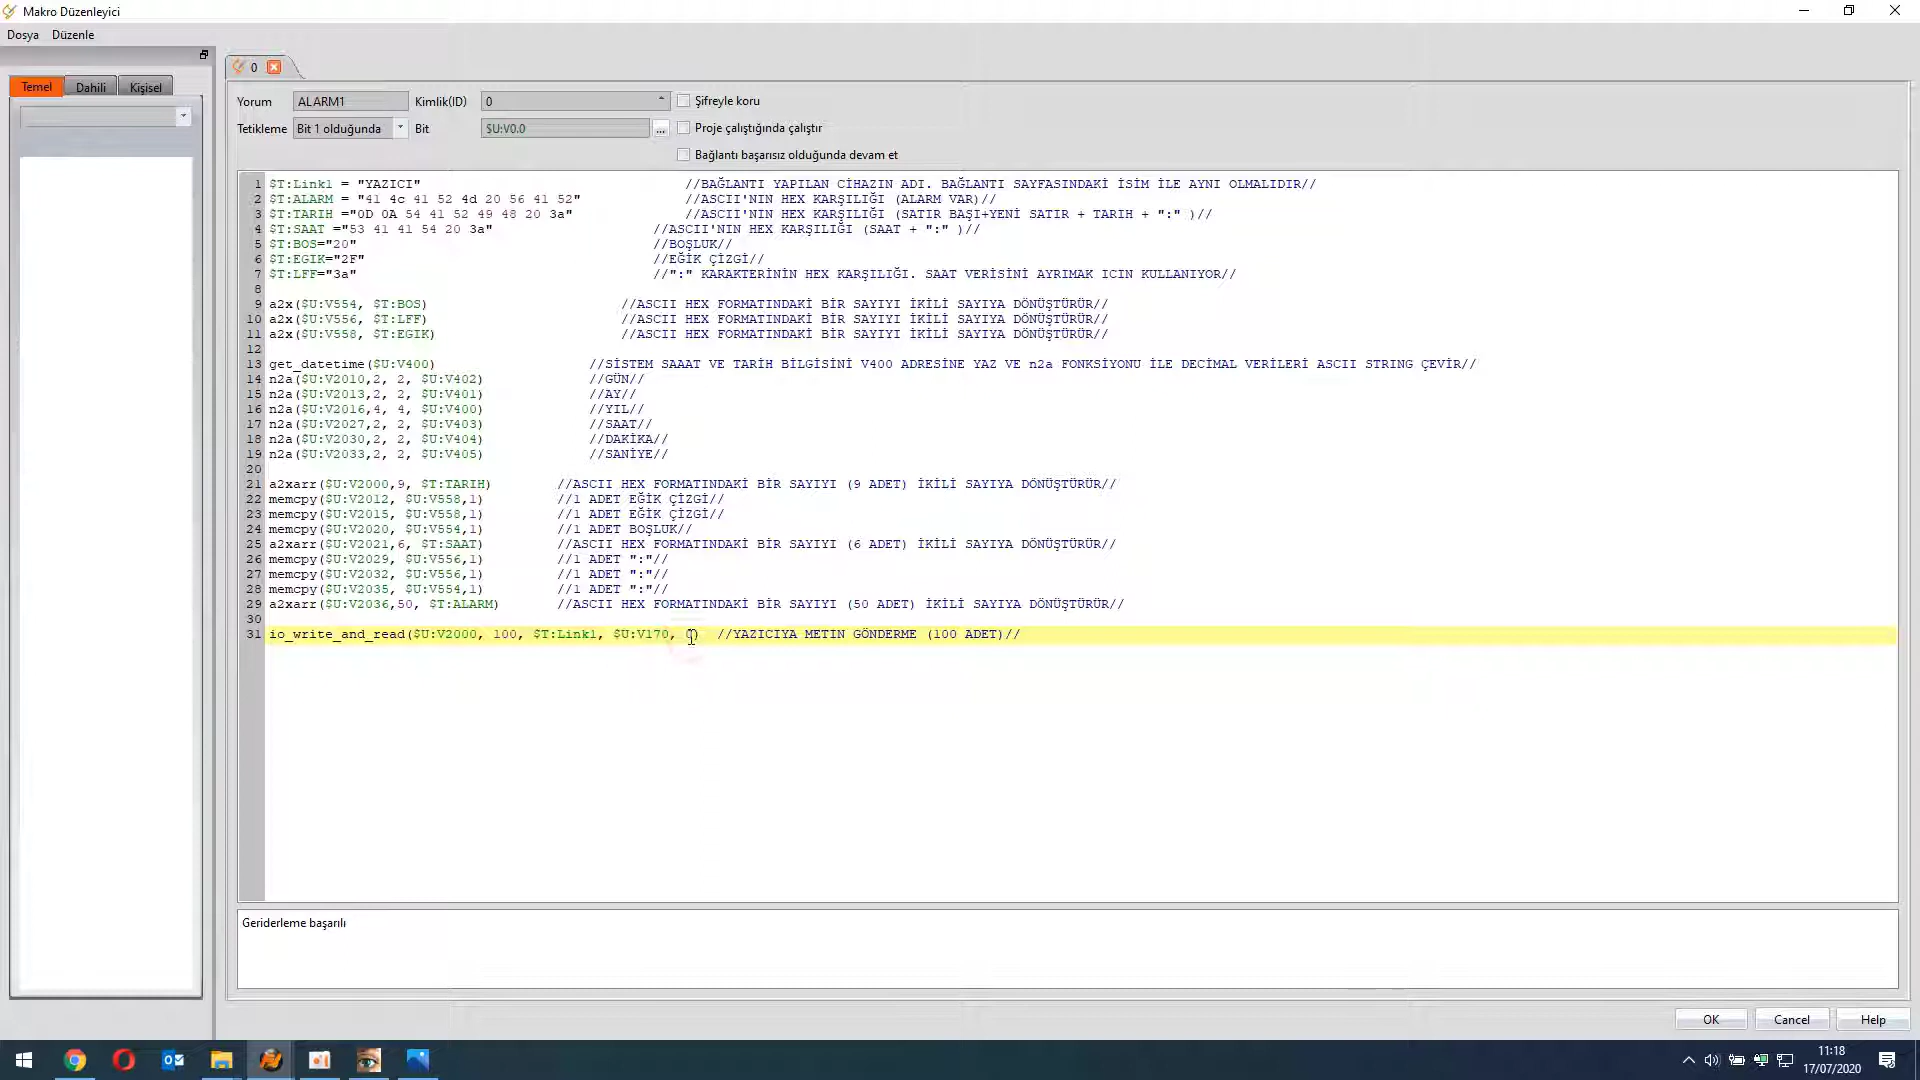 Makro Düzenleyici
Dosya Düzenle
0
Temel Dahili Kişisel
Yorum ALARM1 Kimlik(ID) 0 Şifreyle koru
Tetikleme Bit 1 olduğunda Bit $U:V0.0 ... Proje çalıştığında çalıştır
Bağlantı başarısız olduğunda devam et
1 $T:Link1 = "YAZICI" //BAĞLANTI YAPILAN CİHAZIN ADI. BAĞLANTI SAYFASINDAKİ İSİM İLE AYNI OLMALIDIR//
2 $T:ALARM = "41 4c 41 52 4d 20 56 41 52" //ASCII'NIN HEX KARŞILIĞI (ALARM VAR)//
3 $T:TARIH ="0D 0A 54 41 52 49 48 20 3a" //ASCII'NIN HEX KARŞILIĞI (SATIR BAŞI+YENİ SATIR + TARIH + ":" )//
4 $T:SAAT ="53 41 41 54 20 3a" //ASCII'NIN HEX KARŞILIĞI (SAAT + ":" )//
5 $T:BOS="20" //BOŞLUK//
6 $T:EGIK="2F" //EĞİK ÇİZGİ//
7 $T:LFF="3a" //":" KARAKTERİNİN HEX KARŞILIĞI. SAAT VERİSİNİ AYRIMAK ICIN KULLANIYOR//
8
9 a2x($U:V554, $T:BOS) //ASCII HEX FORMATINDAKİ BİR SAYIYI İKİLİ SAYIYA DÖNÜŞTÜRÜR//
10 a2x($U:V556, $T:LFF) //ASCII HEX FORMATINDAKİ BİR SAYIYI İKİLİ SAYIYA DÖNÜŞTÜRÜR//
11 a2x($U:V558, $T:EGIK) //ASCII HEX FORMATINDAKİ BİR SAYIYI İKİLİ SAYIYA DÖNÜŞTÜRÜR//
12
13 get_datetime($U:V400) //SİSTEM SAAAT VE TARİH BİLGİSİNİ V400 ADRESİNE YAZ VE n2a FONKSİYONU İLE DECİMAL VERİLERİ ASCII STRING ÇEVİR//
14 n2a($U:V2010,2, 2, $U:V402) //GÜN//
15 n2a($U:V2013,2, 2, $U:V401) //AY//
16 n2a($U:V2016,4, 4, $U:V400) //YIL//
17 n2a($U:V2027,2, 2, $U:V403) //SAAT//
18 n2a($U:V2030,2, 2, $U:V404) //DAKİKA//
19 n2a($U:V2033,2, 2, $U:V405) //SANİYE//
20
21 a2xarr($U:V2000,9, $T:TARIH) //ASCII HEX FORMATINDAKİ BİR SAYIYI (9 ADET) İKİLİ SAYIYA DÖNÜŞTÜRÜR//
22 memcpy($U:V2012, $U:V558,1) //1 ADET EĞİK ÇİZGİ//
23 memcpy($U:V2015, $U:V558,1) //1 ADET EĞİK ÇİZGİ//
24 memcpy($U:V2020, $U:V554,1) //1 ADET BOŞLUK//
25 a2xarr($U:V2021,6, $T:SAAT) //ASCII HEX FORMATINDAKİ BİR SAYIYI (6 ADET) İKİLİ SAYIYA DÖNÜŞTÜRÜR//
26 memcpy($U:V2029, $U:V556,1) //1 ADET ":"//
27 memcpy($U:V2032, $U:V556,1) //1 ADET ":"//
28 memcpy($U:V2035, $U:V554,1) //1 ADET ":"//
29 a2xarr($U:V2036,50, $T:ALARM) //ASCII HEX FORMATINDAKİ BİR SAYIYI (50 ADET) İKİLİ SAYIYA DÖNÜŞTÜRÜR//
30
31 io_write_and_read($U:V2000, 100, $T:Link1, $U:V170, 0) //YAZICIYA METIN GÖNDERME (100 ADET)//
Geriderleme başarılı
OK Cancel Help
11:18
17/07/2020